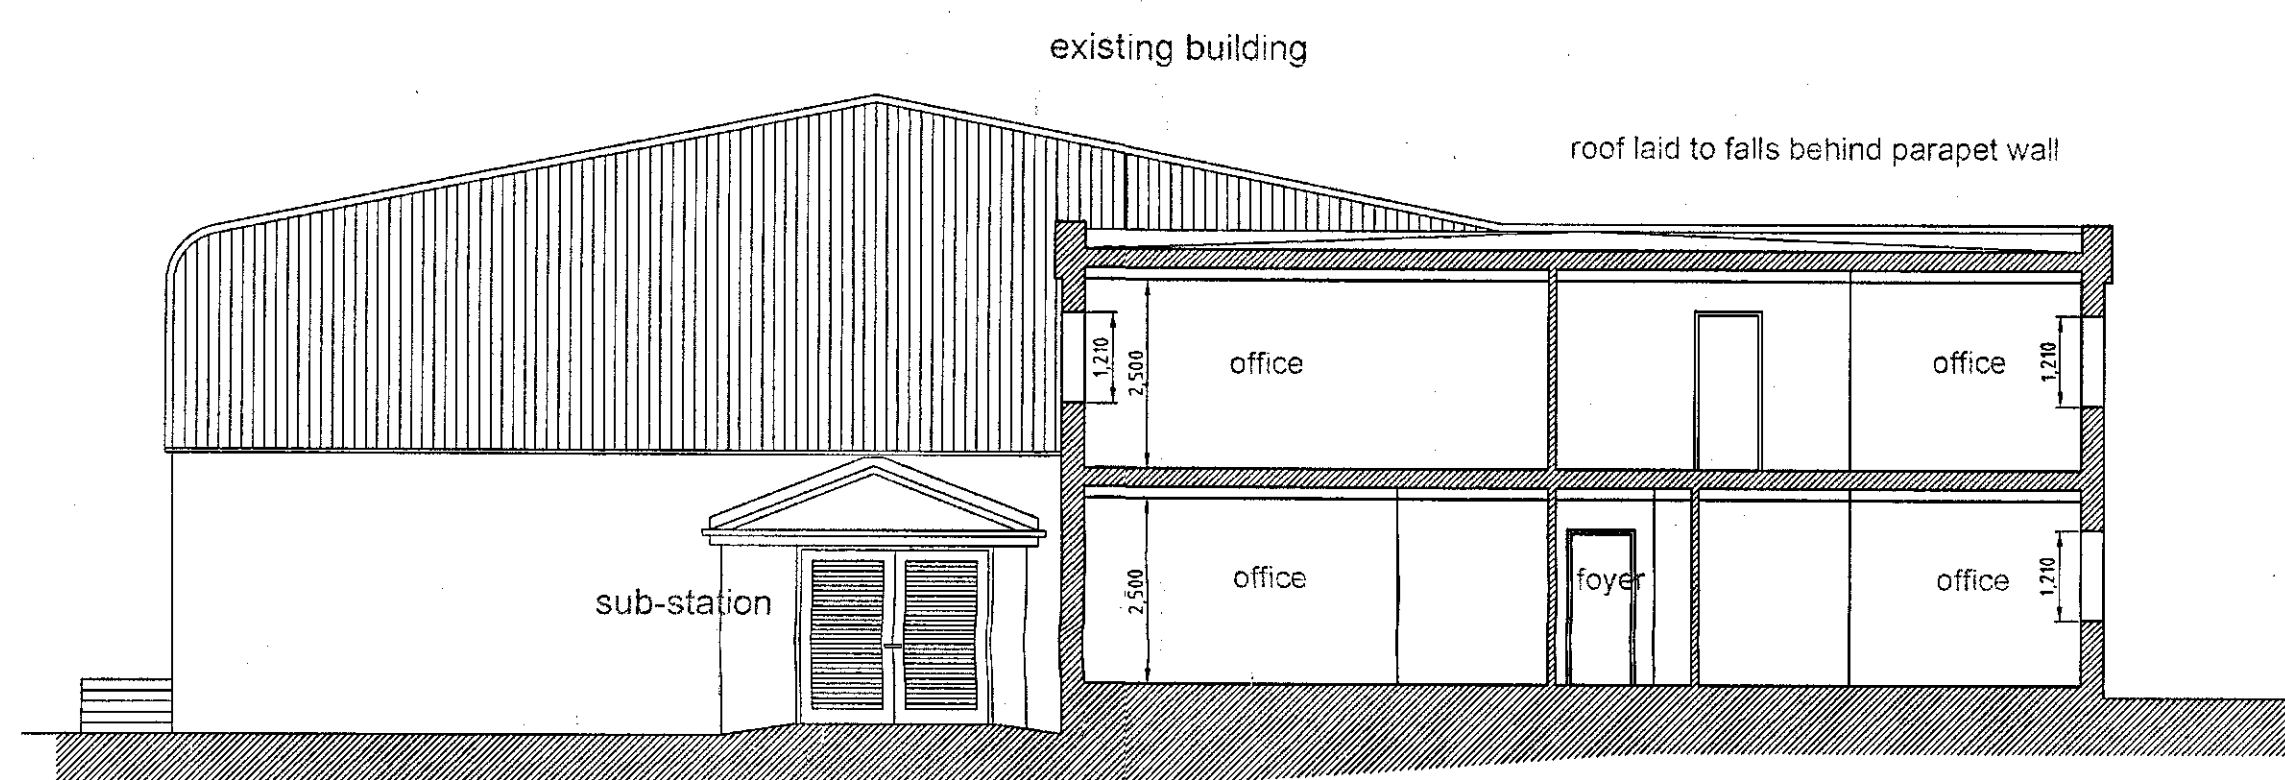 existing building
roof laid to falls behind parapet wall
1,210
2,500
office
office
1,210
sub-station
2,500
office
foyer
office
1,210